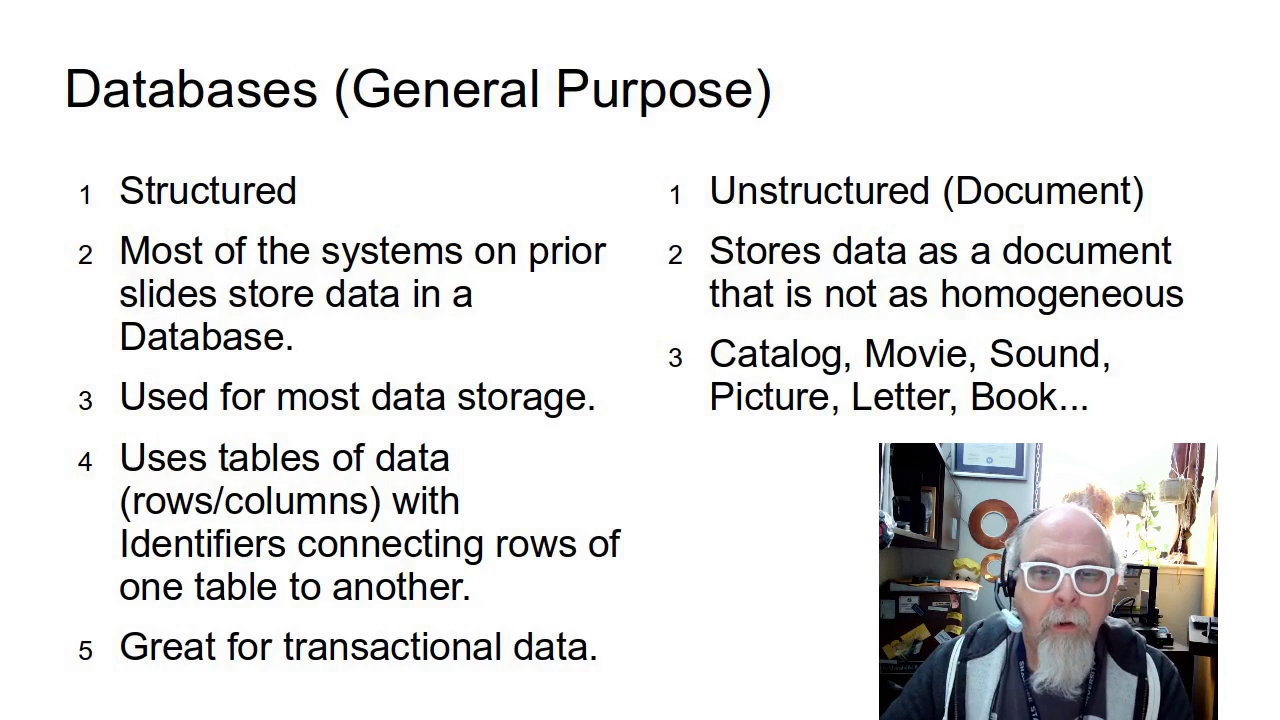 Databases (General Purpose)
1 Structured
2 Most of the systems on prior
slides store data in a
Database.
3 Used for most data storage.
4 Uses tables of data
(rows/columns) with
Identifiers connecting rows of
one table to another.
5 Great for transactional data.
1 Unstructured (Document)
2 Stores data as a document
that is not as homogeneous
3 Catalog, Movie, Sound,
Picture, Letter, Book...